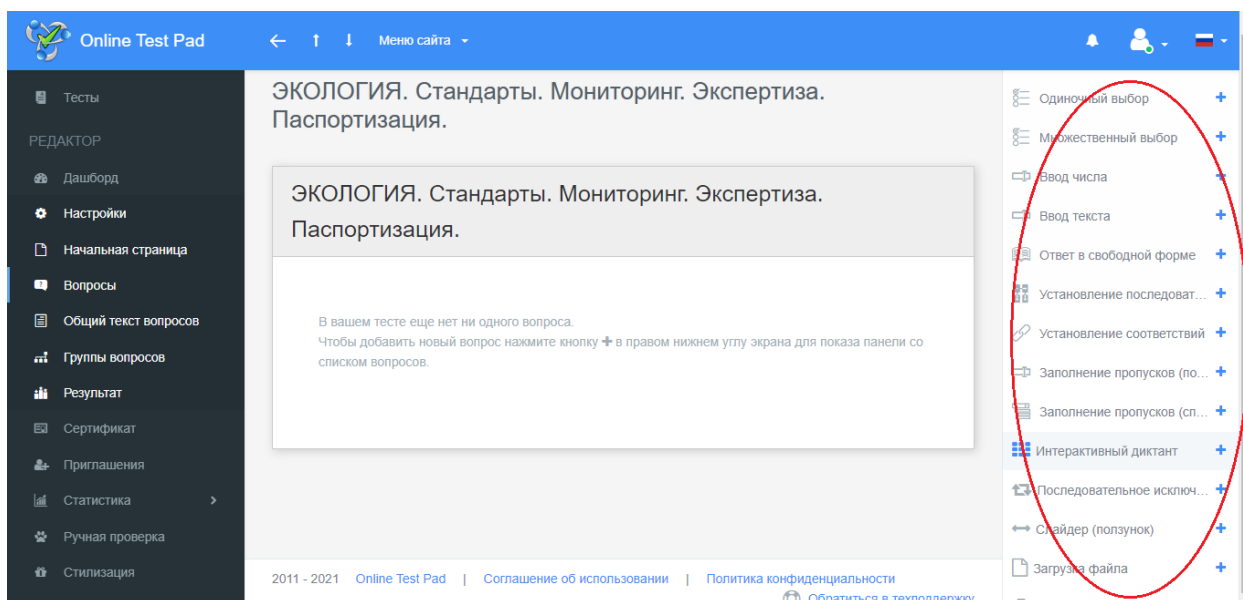 Online Test Pad
Меню сайта
Тесты
РЕДАКТОР
Дашборд
Настройки
Начальная страница
Вопросы
Общий текст вопросов
Группы вопросов
Результат
Сертификат
Приглашения
Статистика
Ручная проверка
Стилизация
ЭКОЛОГИЯ. Стандарты. Мониторинг. Экспертиза.
Паспортизация.
ЭКОЛОГИЯ. Стандарты. Мониторинг. Экспертиза.
Паспортизация.
В вашем тесте еще нет ни одного вопроса.
Чтобы добавить новый вопрос нажмите кнопку + в правом нижнем углу экрана для показа панели со
списком вопросов.
2011 - 2021 Online Test Pad | Соглашение об использовании | Политика конфиденциальности
Обратиться в техподдержку
Одиночный выбор +
Множественный выбор +
Ввод числа +
Ввод текста +
Ответ в свободной форме +
Установление последоват... +
Установление соответствий +
Заполнение пропусков (по... +
Заполнение пропусков (сп... +
Интерактивный диктант +
Последовательное исключ... +
Слайдер (ползунок) +
Загрузка файла +